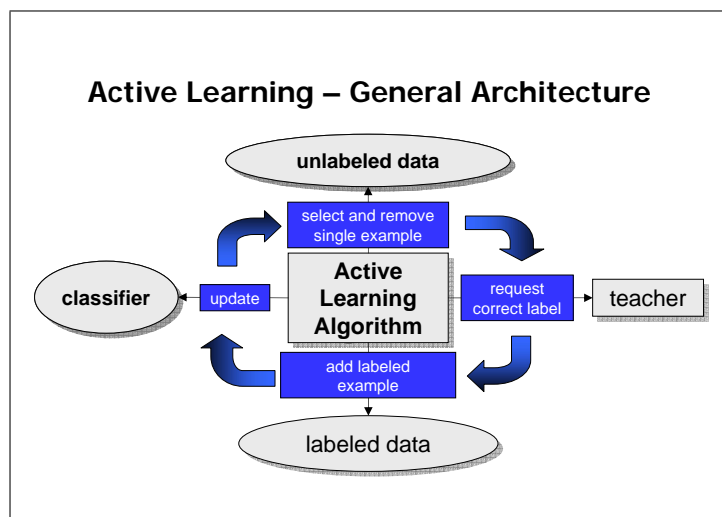 Active Learning – General Architecture
unlabeled data
select and remove
single example
classifier
update
Active
Learning
Algorithm
request
correct label
teacher
add labeled
example
labeled data